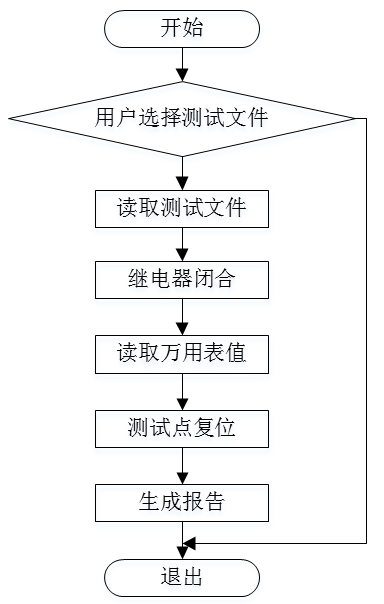 开始
用户选择测试文件
读取测试文件
继电器闭合
读取万用表值
测试点复位
生成报告
退出